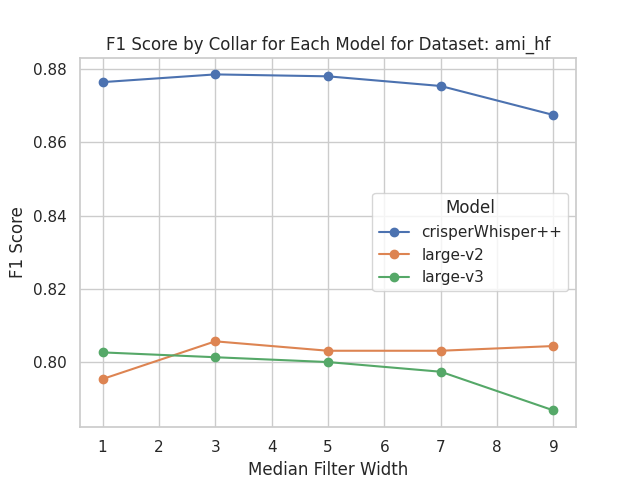 F1 Score by Collar for Each Model for Dataset: ami_hf
0.88
0.86
0.84
0.82
0.80
F1 Score
Model
crisperWhisper++
large-v2
large-v3
1 2 3 4 5 6 7 8 9
Median Filter Width